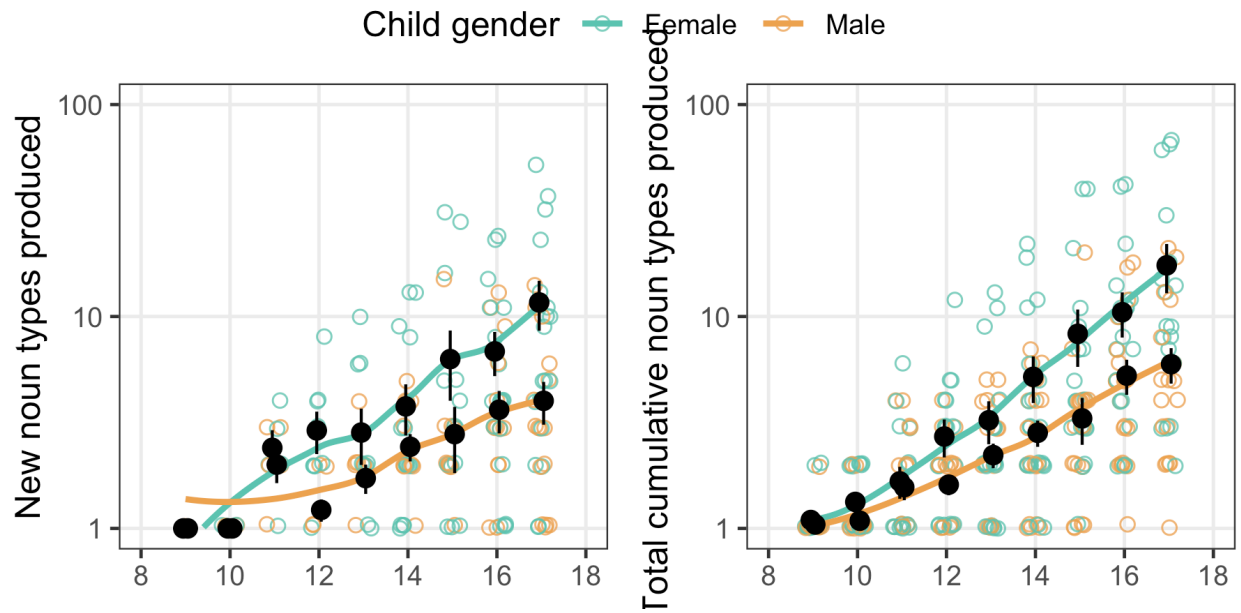 Child gender Female Male
New noun types produced
100
10
1
8 10 12 14 16 18
Total cumulative noun types produced
100
10
1
8 10 12 14 16 18